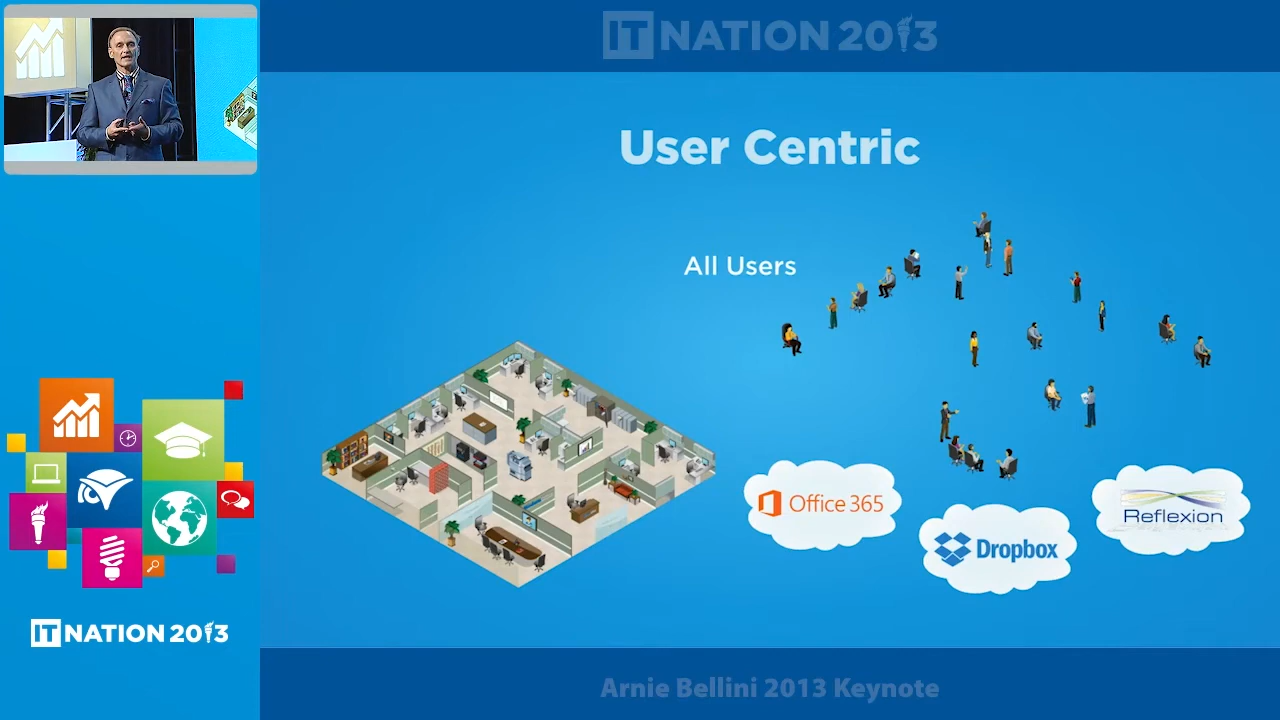 IT NATION 2013
User Centric
All Users
Office 365
Dropbox
Reflexion
IT NATION 2013
Arnie Bellini 2013 Keynote